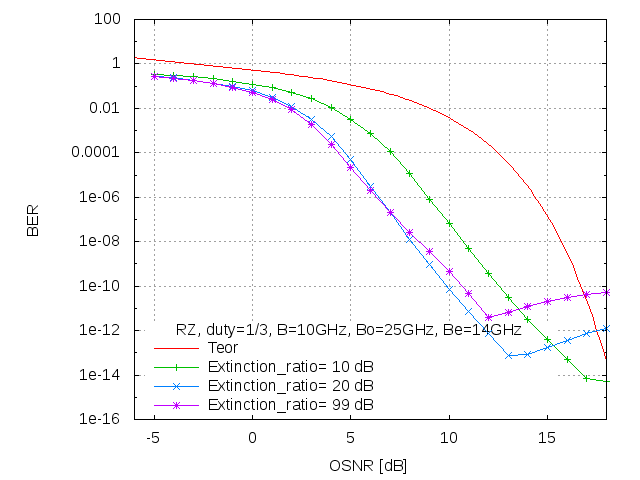 100
1
0.01
0.0001
1e-06
1e-08
1e-10
1e-12
1e-14
1e-16
BER
RZ, duty=1/3, B=10GHz, Bo=25GHz, Be=14GHz
Teor
Extinction_ratio= 10 dB
Extinction_ratio= 20 dB
Extinction_ratio= 99 dB
-5 0 5 10 15
OSNR [dB]